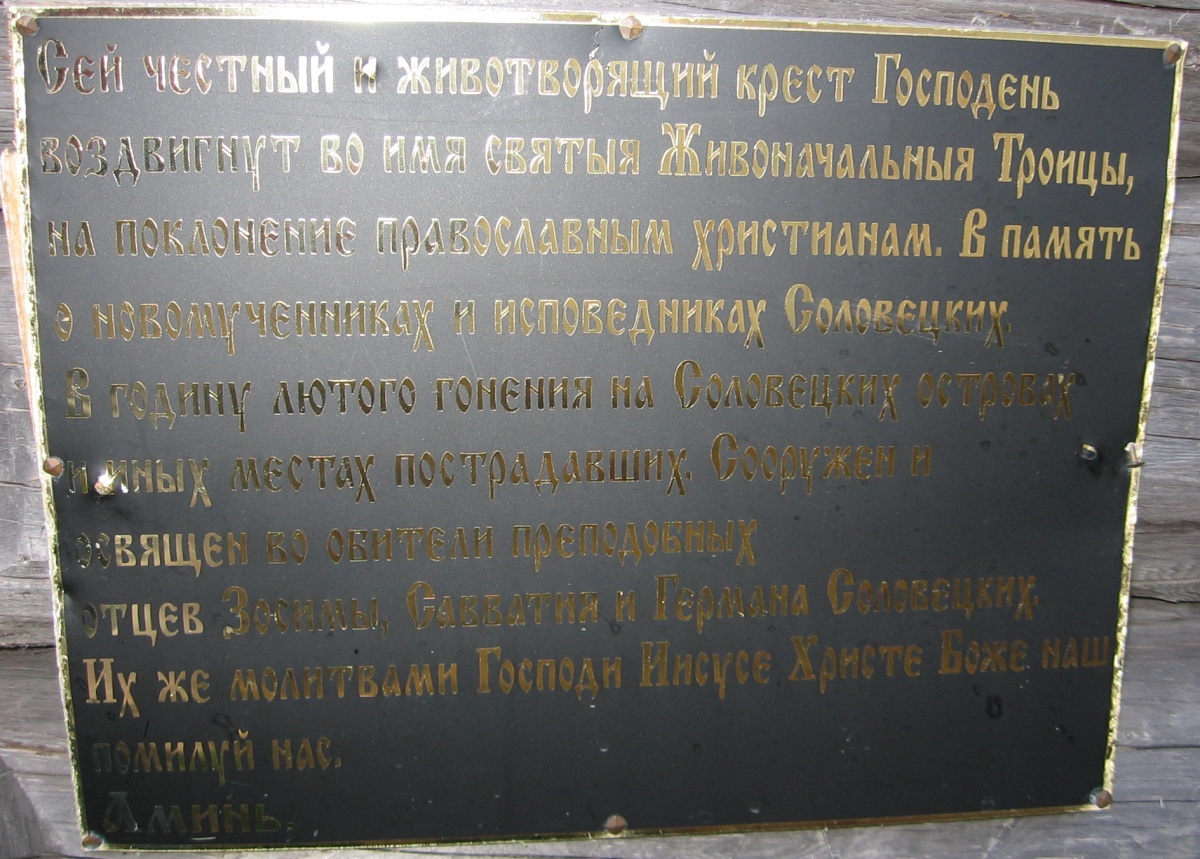 Сей честный и животворящий крест Господень
воздвигнут во имя святыя Живоначальныя Троицы,
на поклонение православным христианам. В память
о новомученниках и исповедниках Соловецких.
В годину лютого гонения на Соловецких островах
и иных местах пострадавших. Сооружен и
освящен во обители преподобных
отцев Зосимы, Савватия и Германа Соловецких.
Их же молитвами Господи Иисусе Христе Боже наш
помилуй нас.
Аминь.